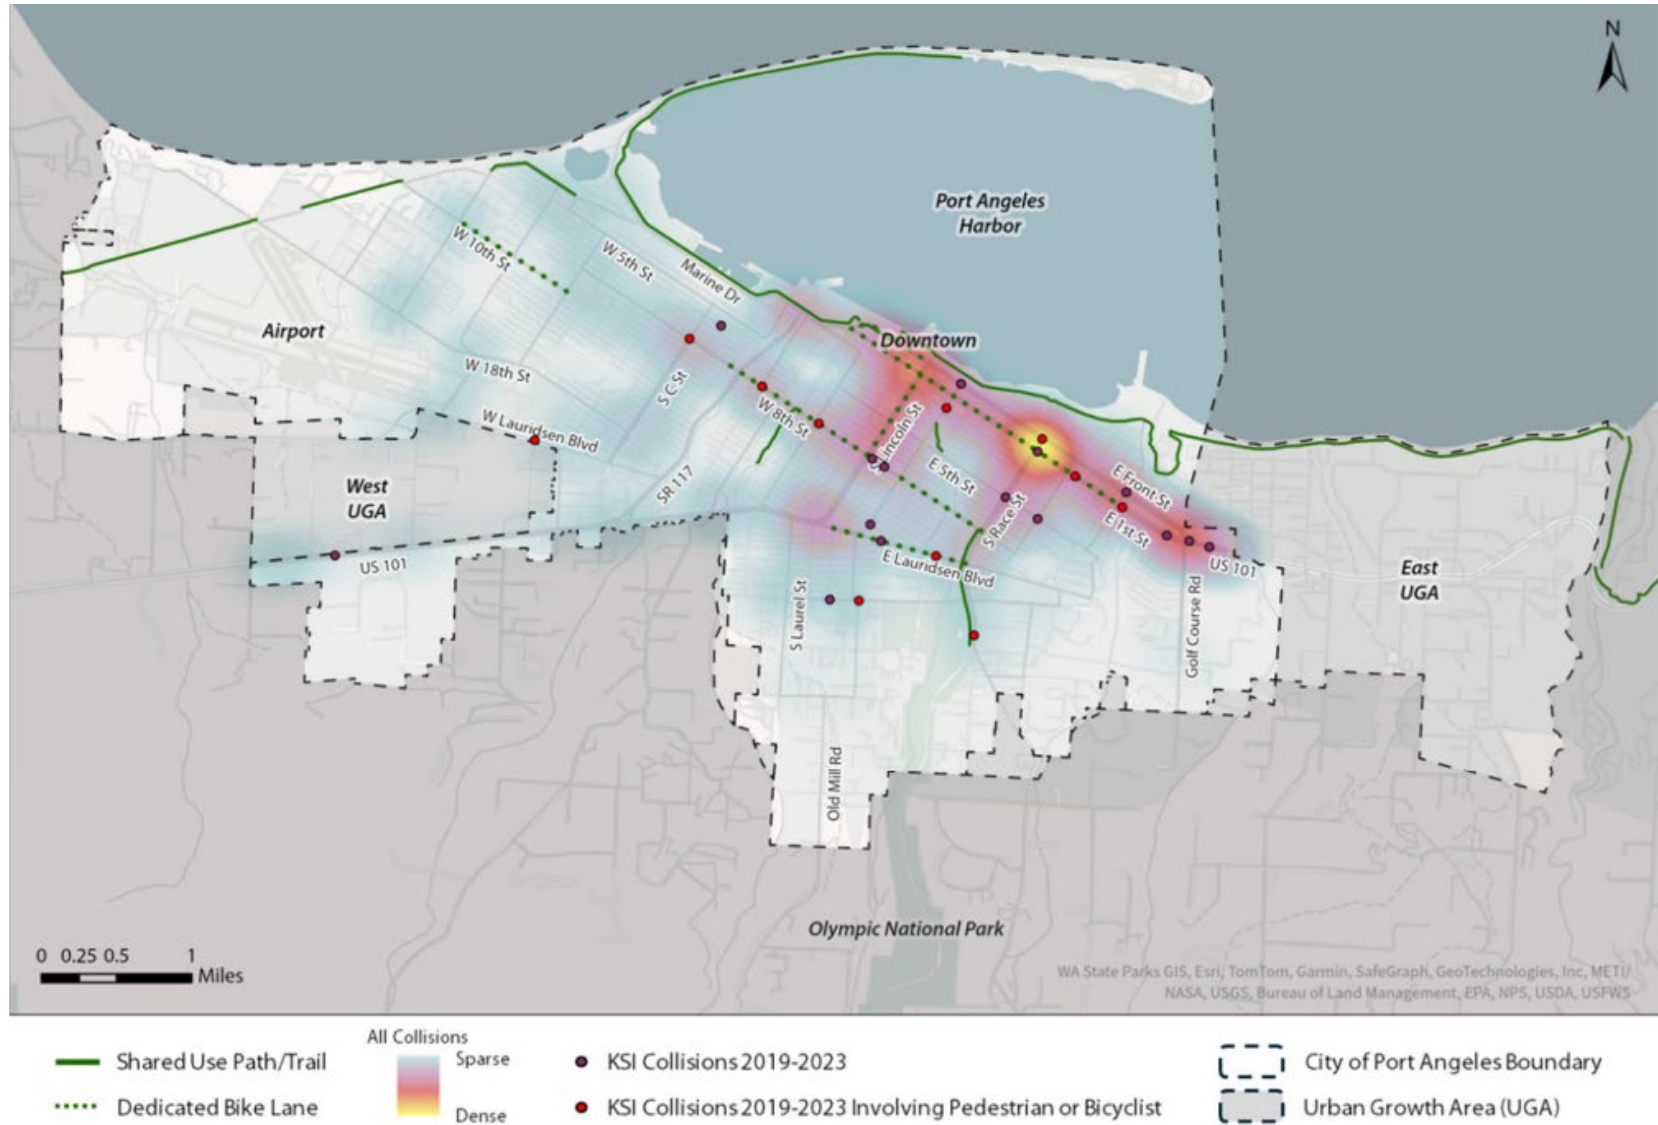 N
Port Angeles
Harbor
W 10th St
W 5th St
Marine Dr
Airport
Downtown
W 18th St
S C St
W Lauridsen Blvd
W 8th St
S Lincoln St
E 5th St
E Front St
West
UGA
SR 117
S Race St
E 1st St
US 101
US 101
E Lauridsen Blvd
East
UGA
S Laurel St
Golf Course Rd
Old Mill Rd
Olympic National Park
0 0.25 0.5 1
Miles
WA State Parks GIS, Esri, TomTom, Garmin, SafeGraph, GeoTechnologies, Inc, METI/
NASA, USGS, Bureau of Land Management, EPA, NPS, USDA, USFWS
All Collisions
Shared Use Path/Trail
Sparse
KSI Collisions 2019-2023
City of Port Angeles Boundary
Dedicated Bike Lane
Dense
KSI Collisions 2019-2023 Involving Pedestrian or Bicyclist
Urban Growth Area (UGA)